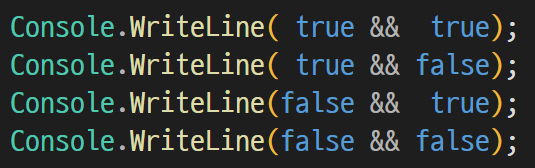 Console.WriteLine( true &&  true);
Console.WriteLine( true && false);
Console.WriteLine(false &&  true);
Console.WriteLine(false && false);